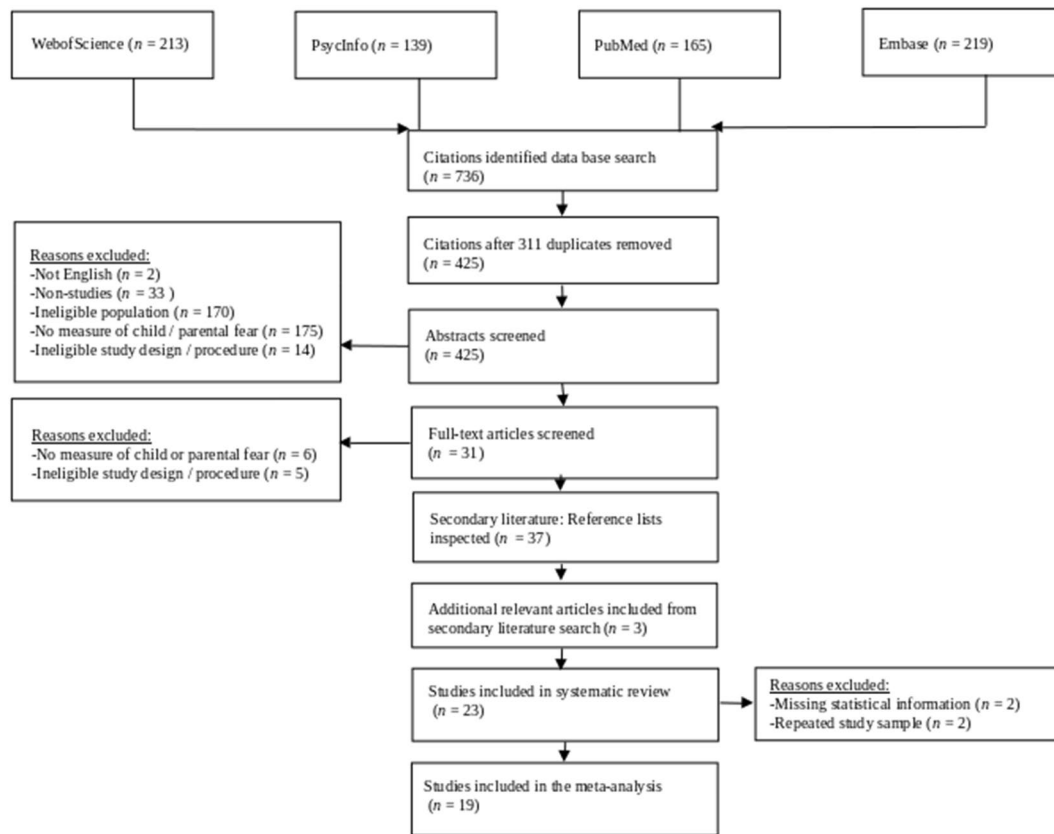 WebofScience (n = 213)
PsycInfo (n = 139)
PubMed (n = 165)
Embase (n = 219)
Citations identified data base search
(n = 736)
Citations after 311 duplicates removed
(n = 425)
Reasons excluded:
-Not English (n = 2)
-Non-studies (n = 33 )
-Ineligible population (n = 170)
-No measure of child / parental fear (n = 175)
-Ineligible study design / procedure (n = 14)
Abstracts screened
(n = 425)
Full-text articles screened
(n = 31)
Reasons excluded:
-No measure of child or parental fear (n = 6)
-Ineligible study design / procedure (n = 5)
Secondary literature: Reference lists
inspected (n = 37)
Additional relevant articles included from
secondary literature search (n = 3)
Studies included in systematic review
(n = 23)
Reasons excluded:
-Missing statistical information (n = 2)
-Repeated study sample (n = 2)
Studies included in the meta-analysis
(n = 19)